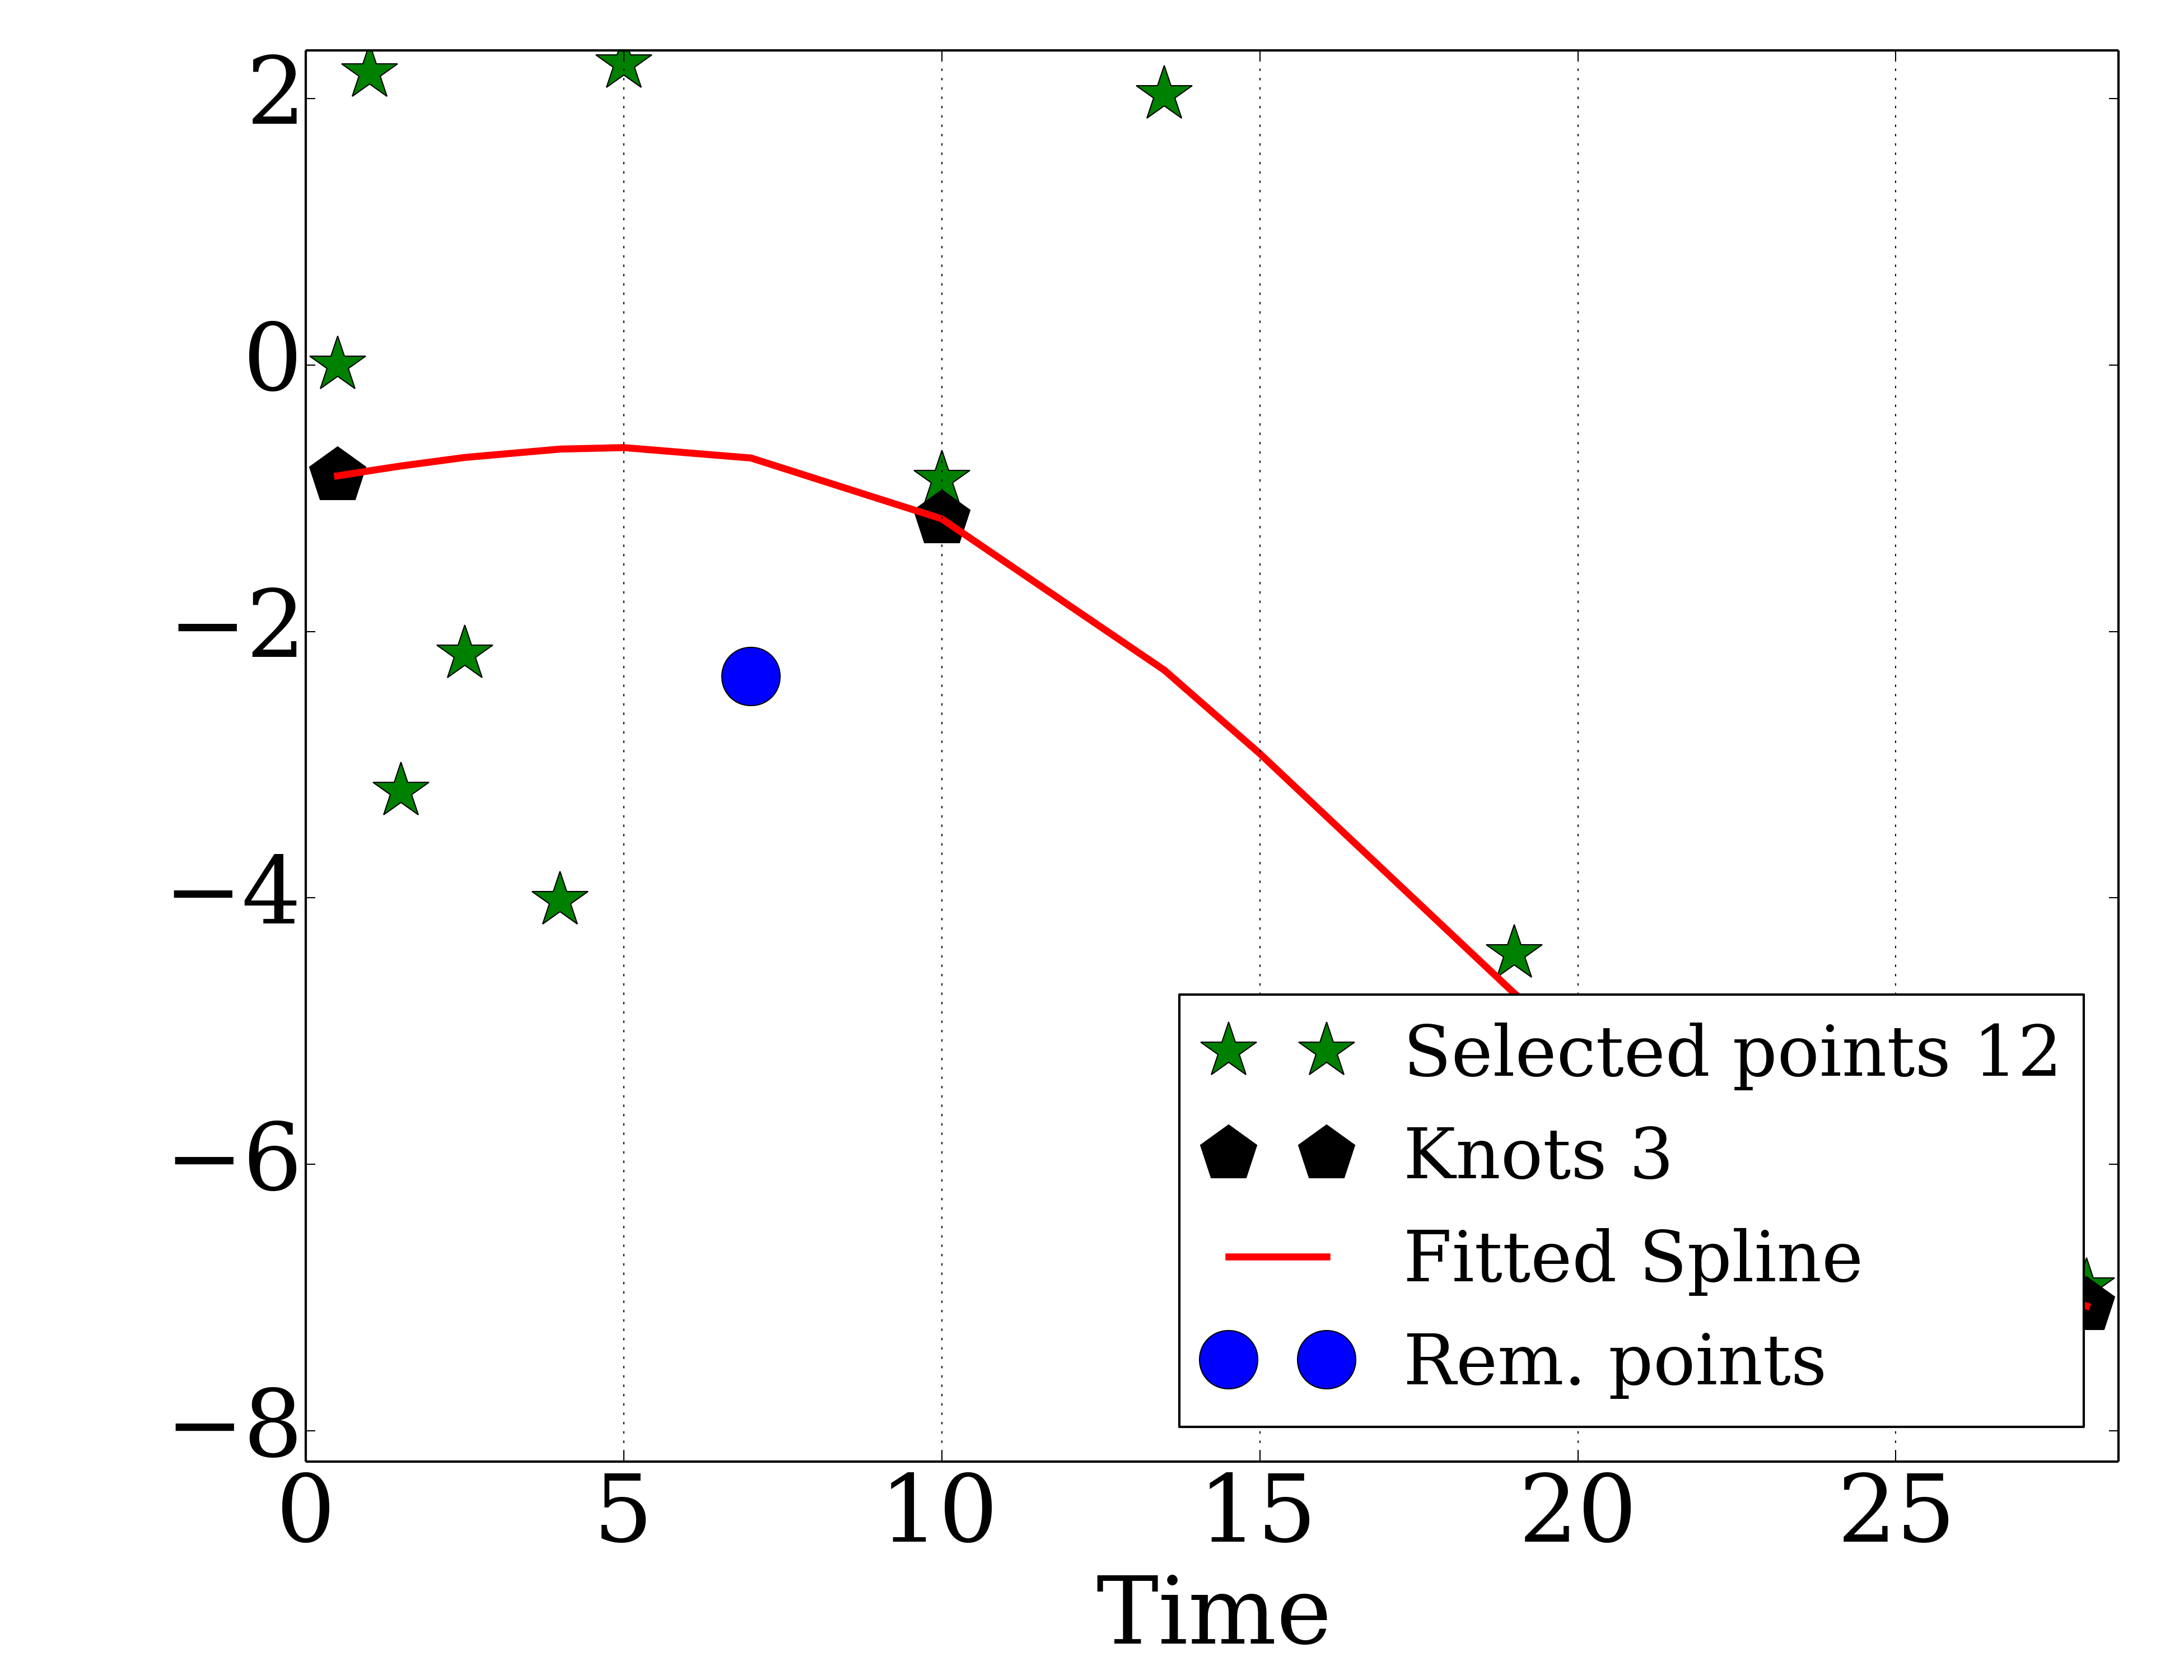 2
0
−2
−4
−6
−8
Selected points 12
Knots 3
Fitted Spline
Rem. points
0 5 10 15 20 25
Time